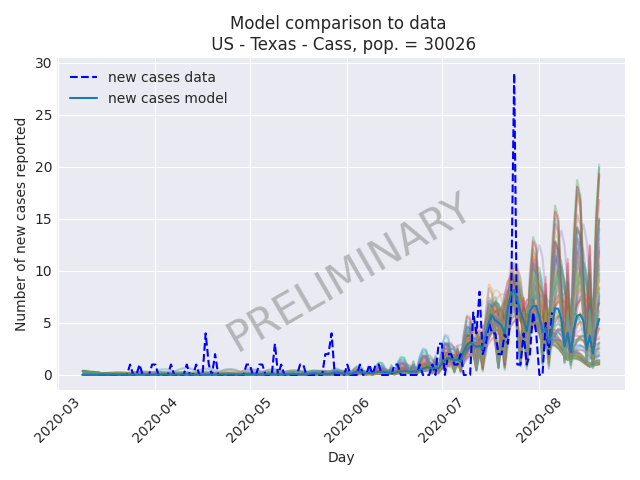 Model comparison to data
US - Texas - Cass, pop. = 30026
30
25
20
15
10
5
0
Number of new cases reported
new cases data
new cases model
PRELIMINARY
2020-03
2020-04
2020-05
2020-06
2020-07
2020-08
Day